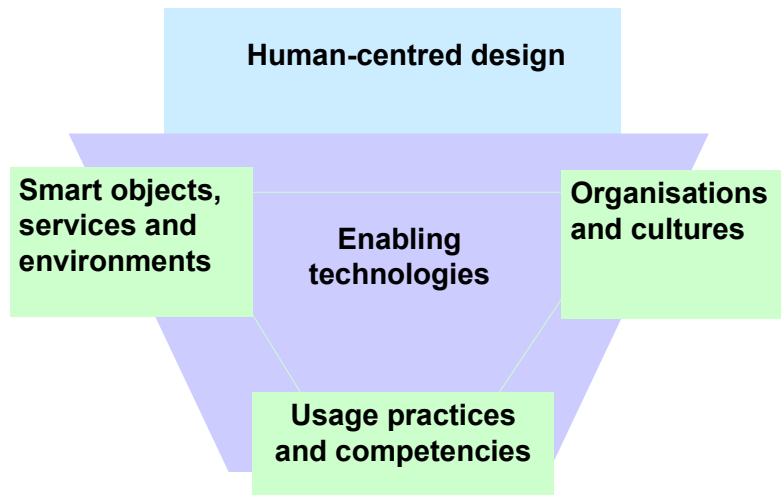 Human-centred design
Smart objects,
services and
environments
Enabling
technologies
Organisations
and cultures
Usage practices
and competencies